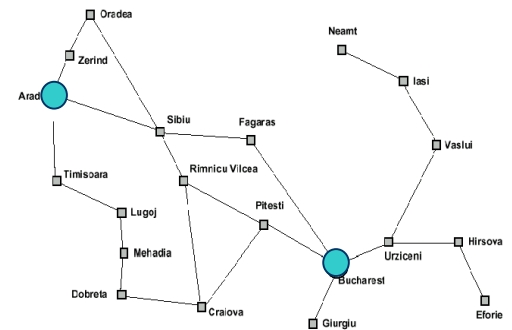 Oradea
Neamt
Zerind
Iasi
Arad
Sibiu
Fagaras
Vaslui
Timisoara
Rimnicu Vilcea
Lugoj
Pitesti
Mehadia
Urziceni
Hirsova
Bucharest
Dobreta
Craiova
Giurgiu
Eforie